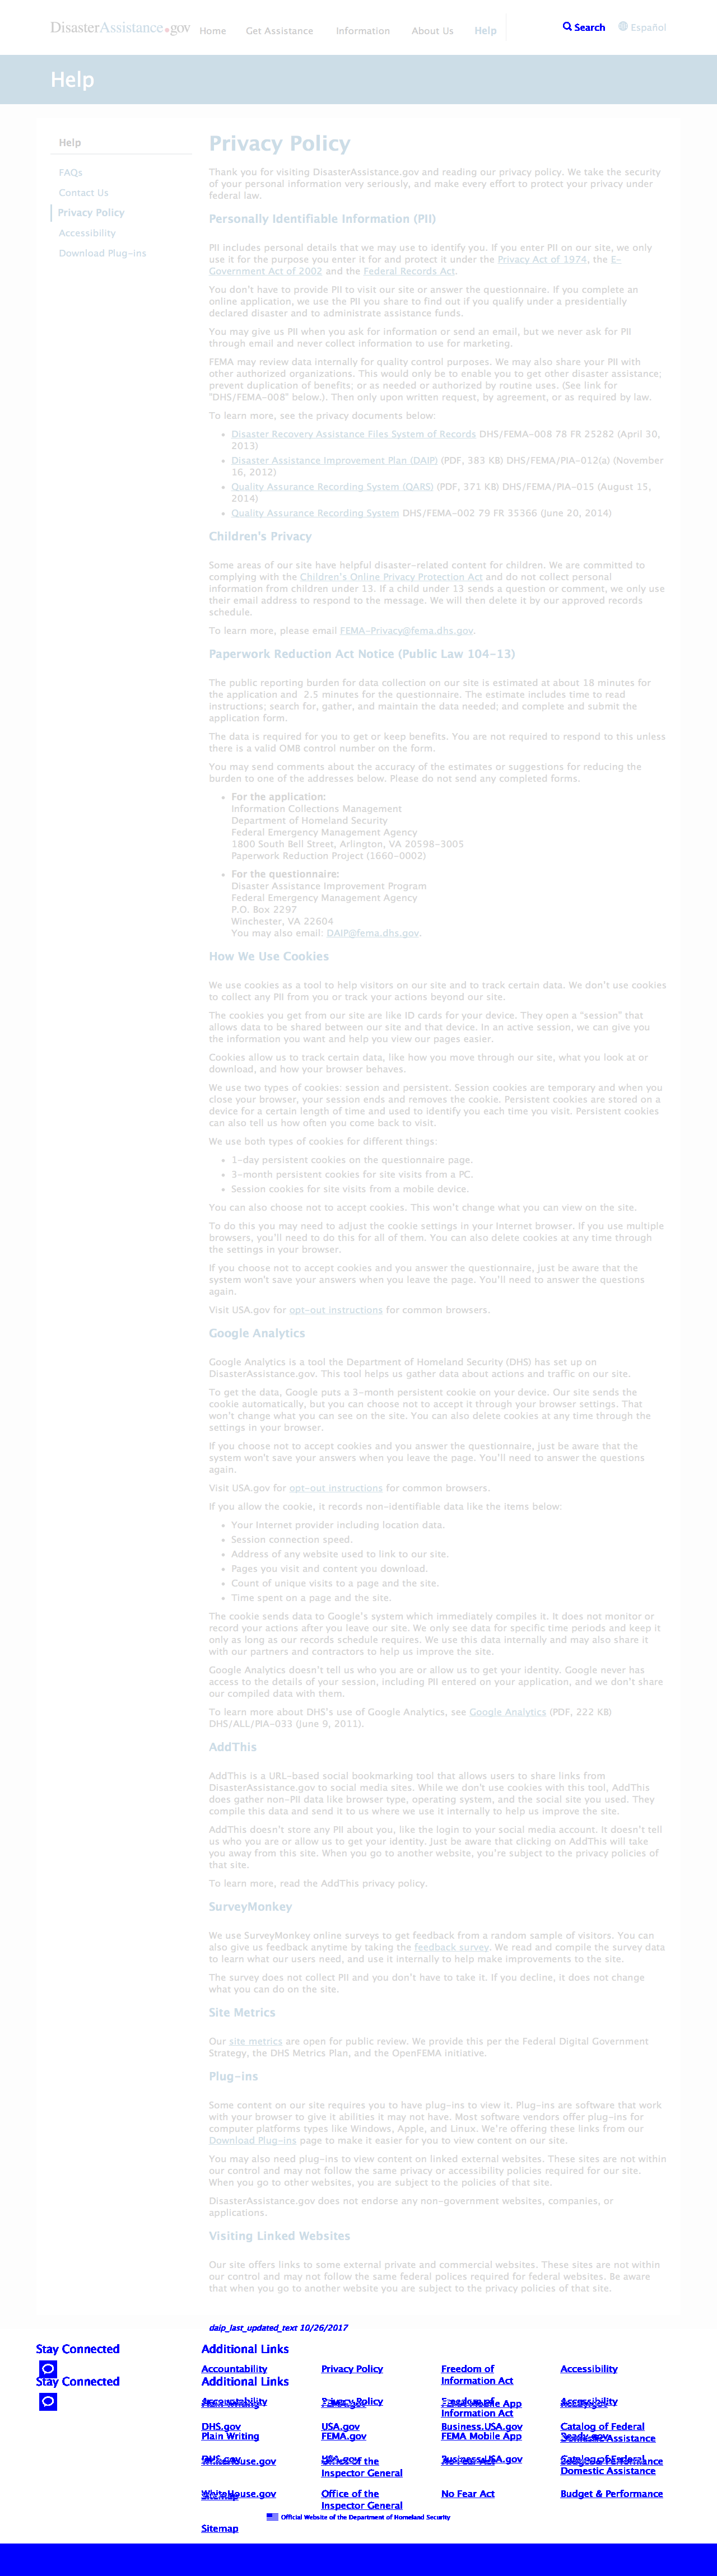 DisasterAssistance.gov Home Get Assistance Information About Us Help Search Español
Help
Help
FAQs
Contact Us
Privacy Policy
Accessibility
Download Plug-ins
Privacy Policy
Thank you for visiting DisasterAssistance.gov and reading our privacy policy. We take the security
of your personal information very seriously, and make every effort to protect your privacy under
federal law.
Personally Identifiable Information (PII)
PII includes personal details that we may use to identify you. If you enter PII on our site, we only
use it for the purpose you enter it for and protect it under the Privacy Act of 1974, the E-
Government Act of 2002 and the Federal Records Act.
You don't have to provide PII to visit our site or answer the questionnaire. If you complete an
online application, we use the PII you share to find out if you qualify under a presidentially
declared disaster and to administrate assistance funds.
You may give us PII when you ask for information or send an email, but we never ask for PII
through email and never collect information to use for marketing.
FEMA may review data internally for quality control purposes. We may also share your PII with
other authorized organizations. This would only be to enable you to get other disaster assistance;
prevent duplication of benefits; or as needed or authorized by routine uses. (See link for
"DHS/FEMA-008" below.). Then only upon written request, by agreement, or as required by law.
To learn more, see the privacy documents below:
• Disaster Recovery Assistance Files System of Records DHS/FEMA-008 78 FR 25282 (April 30,
2013)
• Disaster Assistance Improvement Plan (DAIP) (PDF, 383 KB) DHS/FEMA/PIA-012(a) (November
16, 2012)
• Quality Assurance Recording System (QARS) (PDF, 371 KB) DHS/FEMA/PIA-015 (August 15,
2014)
• Quality Assurance Recording System DHS/FEMA-002 79 FR 35366 (June 20, 2014)
Children's Privacy
Some areas of our site have helpful disaster-related content for children. We are committed to
complying with the Children's Online Privacy Protection Act and do not collect personal
information from children under 13. If a child under 13 sends a question or comment, we only use
their email address to respond to the message. We will then delete it by our approved records
schedule.
To learn more, please email FEMA-Privacy@fema.dhs.gov.
Paperwork Reduction Act Notice (Public Law 104-13)
The public reporting burden for data collection on our site is estimated at about 18 minutes for
the application and 2.5 minutes for the questionnaire. The estimate includes time to read
instructions; search for, gather, and maintain the data needed; and complete and submit the
application form.
The data is required for you to get or keep benefits. You are not required to respond to this unless
there is a valid OMB control number on the form.
You may send comments about the accuracy of the estimates or suggestions for reducing the
burden to one of the addresses below. Please do not send any completed forms.
• For the application:
Information Collections Management
Department of Homeland Security
Federal Emergency Management Agency
1800 South Bell Street, Arlington, VA 20598-3005
Paperwork Reduction Project (1660-0002)
• For the questionnaire:
Disaster Assistance Improvement Program
Federal Emergency Management Agency
P.O. Box 2297
Winchester, VA 22604
You may also email: DAIP@fema.dhs.gov.
How We Use Cookies
We use cookies as a tool to help visitors on our site and to track certain data. We don't use cookies
to collect any PII from you or track your actions beyond our site.
The cookies you get from our site are like ID cards for your device. They open a "session" that
allows data to be shared between our site and that device. In an active session, we can give you
the information you want and help you view our pages easier.
Cookies allow us to track certain data, like how you move through our site, what you look at or
download, and how your browser behaves.
We use two types of cookies: session and persistent. Session cookies are temporary and when you
close your browser, your session ends and removes the cookie. Persistent cookies are stored on a
device for a certain length of time and used to identify you each time you visit. Persistent cookies
can also tell us how often you come back to visit.
We use both types of cookies for different things:
• 1-day persistent cookies on the questionnaire page.
• 3-month persistent cookies for site visits from a PC.
• Session cookies for site visits from a mobile device.
You can also choose not to accept cookies. This won't change what you can view on the site.
To do this you may need to adjust the cookie settings in your Internet browser. If you use multiple
browsers, you'll need to do this for all of them. You can also delete cookies at any time through
the settings in your browser.
If you choose not to accept cookies and you answer the questionnaire, just be aware that the
system won't save your answers when you leave the page. You'll need to answer the questions
again.
Visit USA.gov for opt-out instructions for common browsers.
Google Analytics
Google Analytics is a tool the Department of Homeland Security (DHS) has set up on
DisasterAssistance.gov. This tool helps us gather data about actions and traffic on our site.
To get the data, Google puts a 3-month persistent cookie on your device. Our site sends the
cookie automatically, but you can choose not to accept it through your browser settings. That
won't change what you can see on the site. You can also delete cookies at any time through the
settings in your browser.
If you choose not to accept cookies and you answer the questionnaire, just be aware that the
system won't save your answers when you leave the page. You'll need to answer the questions
again.
Visit USA.gov for opt-out instructions for common browsers.
If you allow the cookie, it records non-identifiable data like the items below:
• Your Internet provider including location data.
• Session connection speed.
• Address of any website used to link to our site.
• Pages you visit and content you download.
• Count of unique visits to a page and the site.
• Time spent on a page and the site.
The cookie sends data to Google's system which immediately compiles it. It does not monitor or
record your actions after you leave our site. We only see data for specific time periods and keep it
only as long as our records schedule requires. We use this data internally and may also share it
with our partners and contractors to help us improve the site.
Google Analytics doesn't tell us who you are or allow us to get your identity. Google never has
access to the details of your session, including PII entered on your application, and we don't share
our compiled data with them.
To learn more about DHS's use of Google Analytics, see Google Analytics (PDF, 222 KB)
DHS/ALL/PIA-033 (June 9, 2011).
AddThis
AddThis is a URL-based social bookmarking tool that allows users to share links from
DisasterAssistance.gov to social media sites. While we don't use cookies with this tool, AddThis
does gather non-PII data like browser type, operating system, and the social site you used. They
compile this data and send it to us where we use it internally to help us improve the site.
AddThis doesn't store any PII about you, like the login to your social media account. It doesn't tell
us who you are or allow us to get your identity. Just be aware that clicking on AddThis will take
you away from this site. When you go to another website, you're subject to the privacy policies of
that site.
To learn more, read the AddThis privacy policy.
SurveyMonkey
We use SurveyMonkey online surveys to get feedback from a random sample of visitors. You can
also give us feedback anytime by taking the feedback survey. We read and compile the survey data
to learn what our users need, and use it internally to help make improvements to the site.
The survey does not collect PII and you don't have to take it. If you decline, it does not change
what you can do on the site.
Site Metrics
Our site metrics are open for public review. We provide this per the Federal Digital Government
Strategy, the DHS Metrics Plan, and the OpenFEMA initiative.
Plug-ins
Some content on our site requires you to have plug-ins to view it. Plug-ins are software that work
with your browser to give it abilities it may not have. Most software vendors offer plug-ins for
computer platforms types like Windows, Apple, and Linux. We're offering these links from our
Download Plug-ins page to make it easier for you to view content on our site.
You may also need plug-ins to view content on linked external websites. These sites are not within
our control and may not follow the same privacy or accessibility policies required for our site.
When you go to other websites, you are subject to the policies of that site.
DisasterAssistance.gov does not endorse any non-government websites, companies, or
applications.
Visiting Linked Websites
Our site offers links to some external private and commercial websites. These sites are not within
our control and may not follow the same federal polices required for federal websites. Be aware
that when you go to another website you are subject to the privacy policies of that site.
daip_last_updated_text 10/26/2017
Stay Connected Additional Links
Accountability Privacy Policy Freedom of Accessibility
Information Act
Stay Connected Additional Links
Accountability Privacy Policy Freedom of Accessibility
Plain Writing FEMA.gov FEMA Mobile App Ready.gov
Information Act
DHS.gov USA.gov Business.USA.gov Catalog of Federal
Plain Writing FEMA.gov FEMA Mobile App Ready.gov
Domestic Assistance
DHS.gov USA.gov Business.USA.gov Catalog of Federal
WhiteHouse.gov Office of the No Fear Act Budget & Performance
Inspector General Domestic Assistance
WhiteHouse.gov Office of the No Fear Act Budget & Performance
Sitemap
Inspector General
Official Website of the Department of Homeland Security
Sitemap